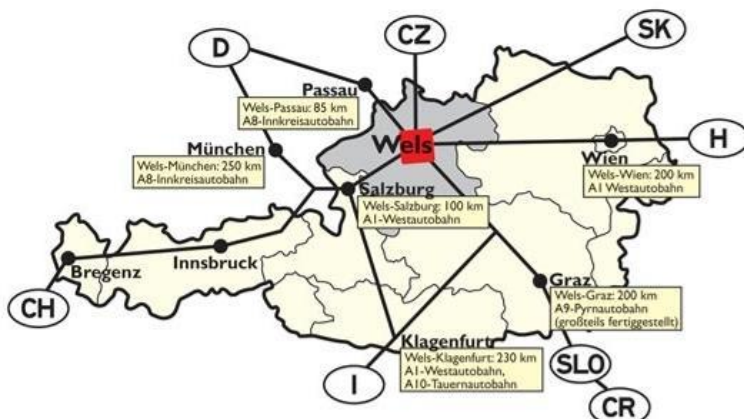 D
CZ
SK
Passau
Wels-Passau: 85 km
A8-Innkreisautobahn
Wels
H
München
Wels-München: 250 km
A8-Innkreisautobahn
Wien
Wels-Wien: 200 km
A1 Westautobahn
Salzburg
Wels-Salzburg: 100 km
A1-Westautobahn
Bregenz
Innsbruck
CH
Graz
Wels-Graz: 200 km
A9-Pyrnautobahn
(großteils fertiggestellt)
Klagenfurt
Wels-Klagenfurt: 230 km
A1-Westautobahn,
A10-Tauernautobahn
I
SLO
CR